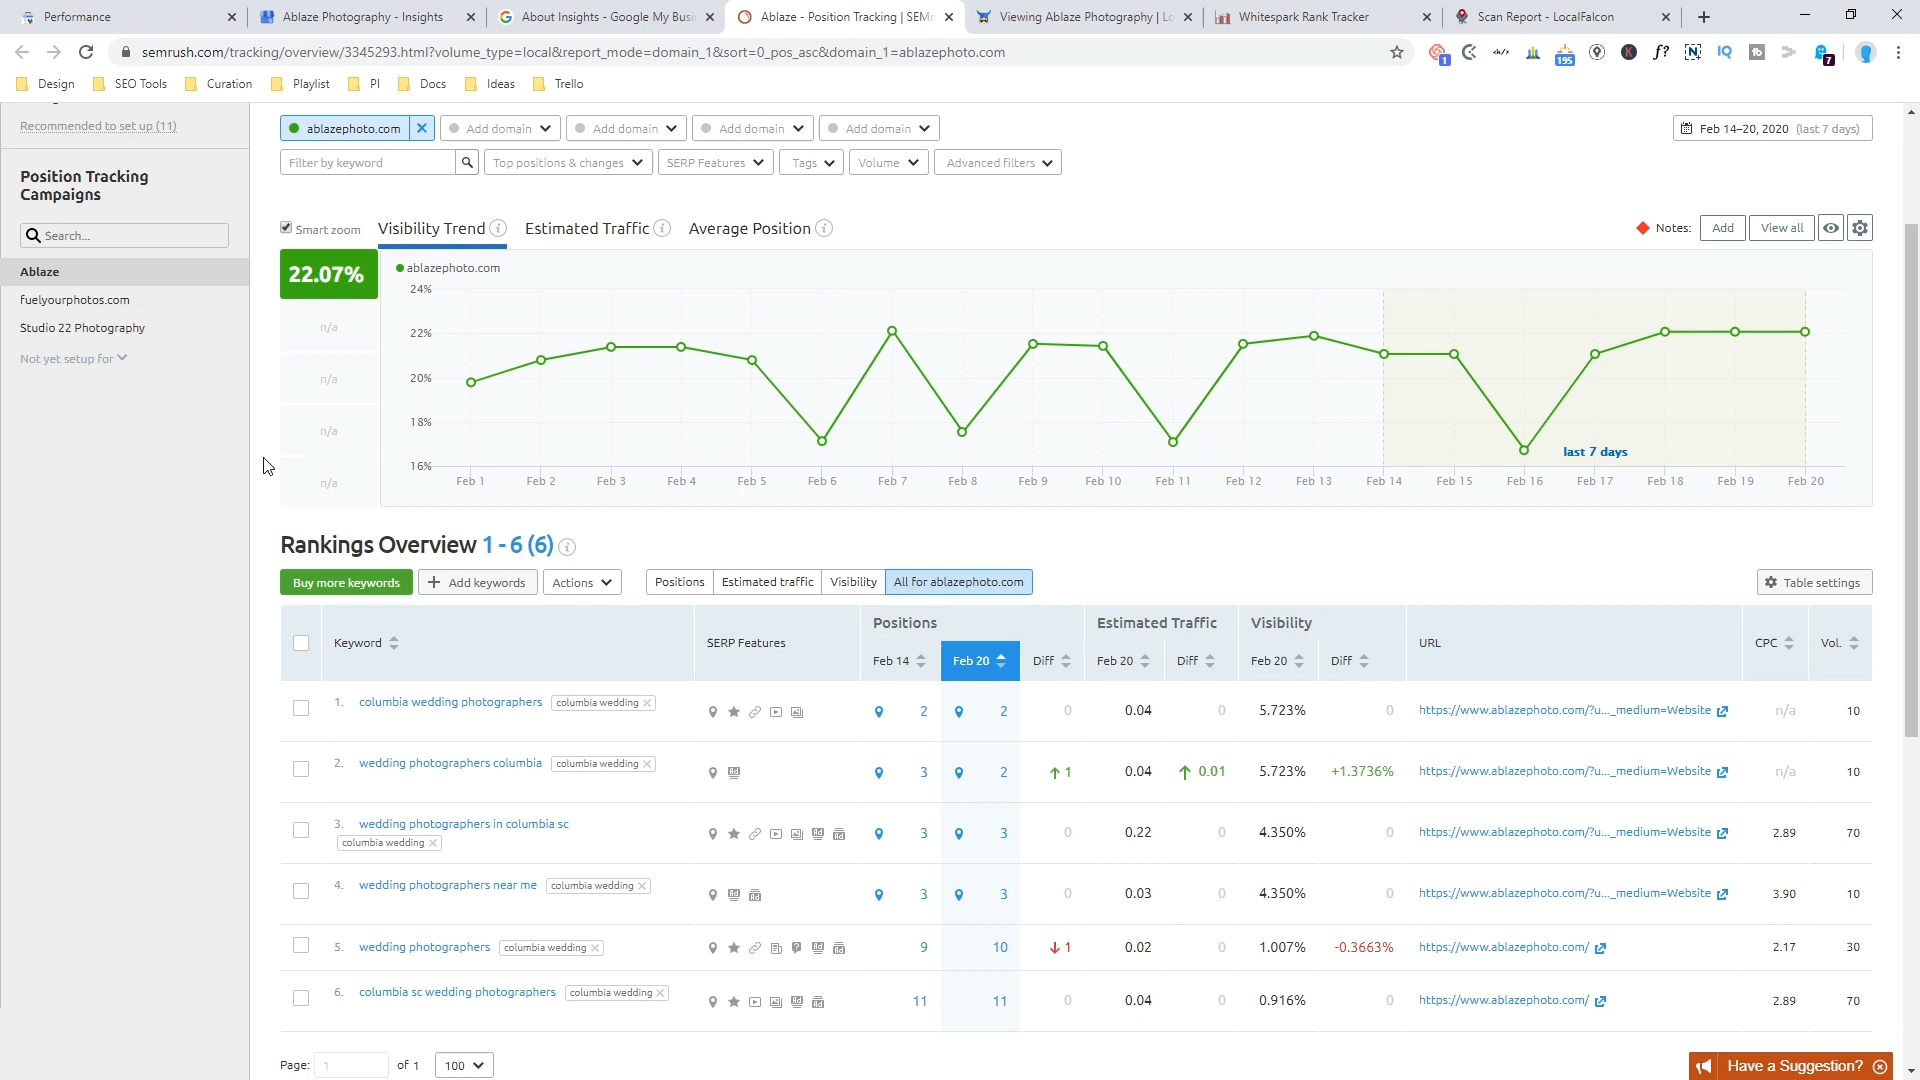 Performance
Ablaze Photography - Insights
About Insights - Google My Busi
Ablaze - Position Tracking | SEMr
Viewing Ablaze Photography | Lo
Whitespark Rank Tracker
Scan Report - LocalFalcon
semrush.com/tracking/overview/3345293.html?volume_type=local&report_mode=domain_1&sort=0_pos_asc&domain_1=ablazephoto.com
1
195
7
Design
SEO Tools
Curation
Playlist
PI
Docs
Ideas
Trello
Recommended to set up (11)
Position Tracking
Campaigns
Search...
Ablaze
fuelyourphotos.com
Studio 22 Photography
Not yet setup for
ablazephoto.com
Add domain
Add domain
Add domain
Add domain
Feb 14–20, 2020 (last 7 days)
Filter by keyword
Top positions & changes
SERP Features
Tags
Volume
Advanced filters
Smart zoom
Visibility Trend
Estimated Traffic
Average Position
Notes:
Add
View all
22.07%
n/a
n/a
n/a
n/a
ablazephoto.com
24%
22%
20%
18%
16%
last 7 days
Feb 1 Feb 2 Feb 3 Feb 4 Feb 5 Feb 6 Feb 7 Feb 8 Feb 9 Feb 10 Feb 11 Feb 12 Feb 13 Feb 14 Feb 15 Feb 16 Feb 17 Feb 18 Feb 19 Feb 20
Rankings Overview 1 - 6 (6)
Buy more keywords
Add keywords
Actions
Positions
Estimated traffic
Visibility
All for ablazephoto.com
Table settings
Keyword SERP Features Positions Estimated Traffic Visibility URL CPC Vol.
Feb 14 Feb 20 Diff Feb 20 Diff Feb 20 Diff
1. columbia wedding photographers columbia wedding 2 2 0 0.04 0 5.723% 0 https://www.ablazephoto.com/?u..._medium=Website n/a 10
2. wedding photographers columbia columbia wedding 3 2 1 0.04 0.01 5.723% +1.3736% https://www.ablazephoto.com/?u..._medium=Website n/a 10
3. wedding photographers in columbia sc 3 3 0 0.22 0 4.350% 0 https://www.ablazephoto.com/?u..._medium=Website 2.89 70
columbia wedding
4. wedding photographers near me columbia wedding 3 3 0 0.03 0 4.350% 0 https://www.ablazephoto.com/?u..._medium=Website 3.90 10
5. wedding photographers columbia wedding 9 10 1 0.02 0 1.007% -0.3663% https://www.ablazephoto.com/ 2.17 30
6. columbia sc wedding photographers columbia wedding 11 11 0 0.04 0 0.916% 0 https://www.ablazephoto.com/ 2.89 70
Page: 1 of 1 100
Have a Suggestion?